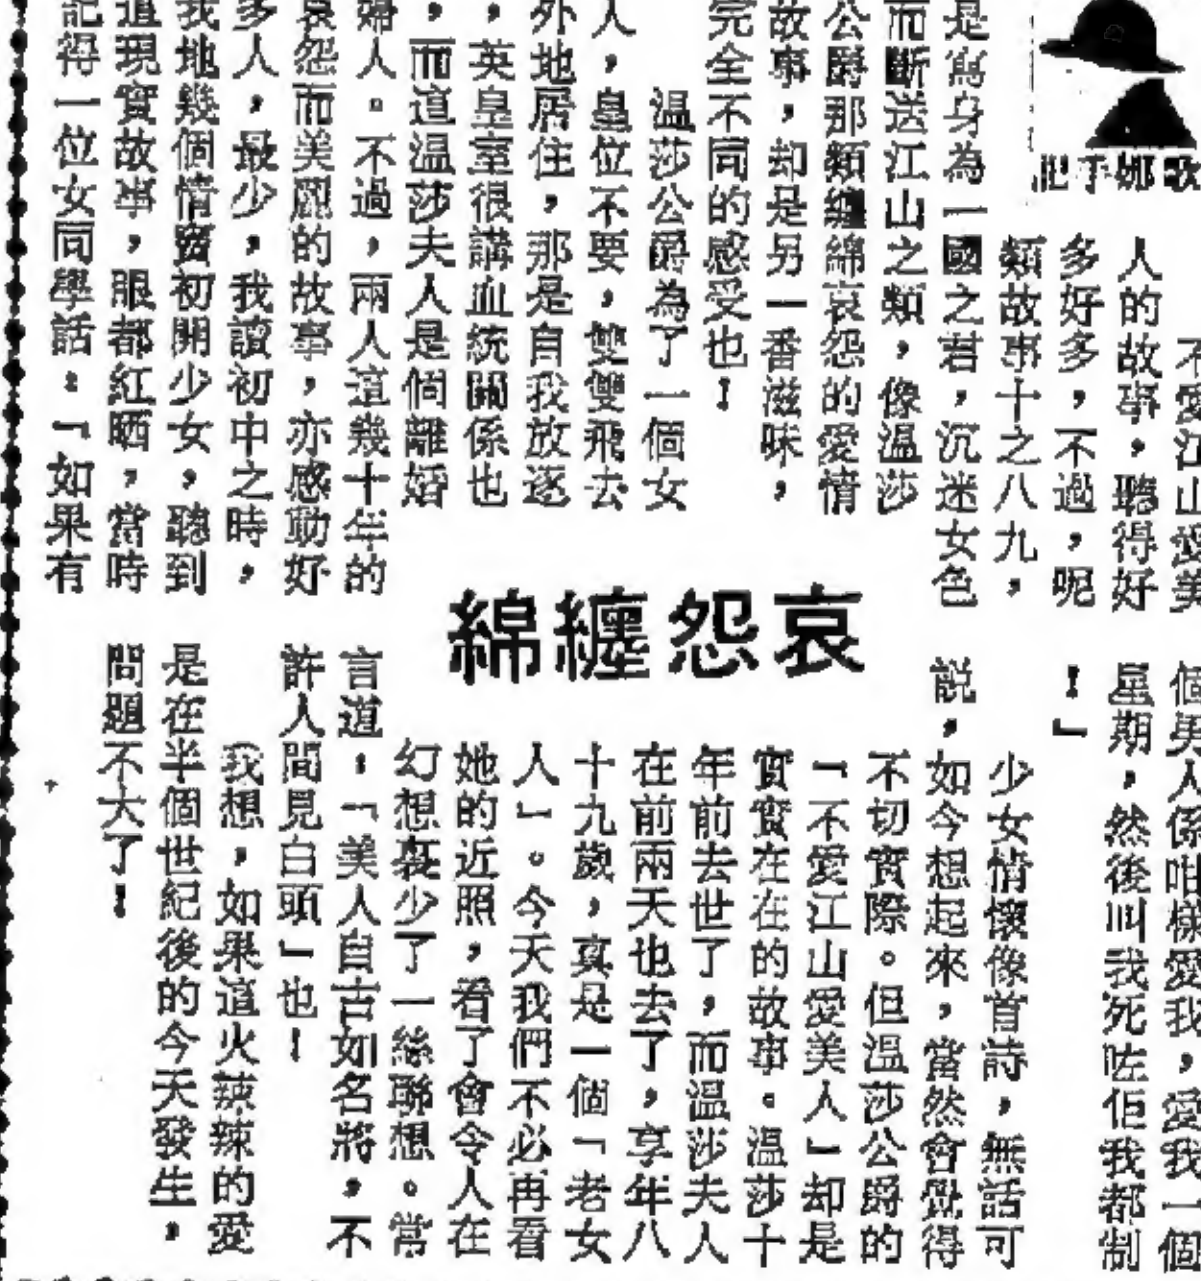 歌娜手記
哀怨纏綿
不愛江山愛美
人的故事，聽得好
多好多，不過，呢
類故事十之八九，
是寫身為一國之君，沉迷女色
而斷送江山之類，像温莎
公爵那類纏綿哀怨的愛情
故事，却是另一番滋味，
完全不同的感受也！
温莎公爵為了一個女
人，皇位不要，雙雙飛去
外地居住，那是自我放逐
，英皇室很講血統關係也
，而這温莎夫人是個離婚
婦人。不過，兩人這幾十年的
哀怨而美麗的故事，亦感動好
多人，最少，我讀初中之時，
我地幾個情竇初開少女，聽到
這現實故事，眼都紅晒，當時
記得一位女同學話：「如果有
個男人係咁樣愛我，愛我一個
星期，然後叫我死咗佢我都制
！」
少女情懷像首詩，無話可
説，如今想起來，當然會覺得
不切實際。但温莎公爵的
「不愛江山愛美人」却是
實實在在的故事。温莎十
年前去世了，而温莎夫人
在前兩天也去了，享年八
十九歲，真是一個「老女
人」。今天我們不必再看
她的近照，看了會令人在
幻想裏少了一絲聯想。常
言道：「美人自古如名將，不
許人間見白頭」也！
我想，如果這火辣辣的愛
是在半個世紀後的今天發生，
問題不大了！